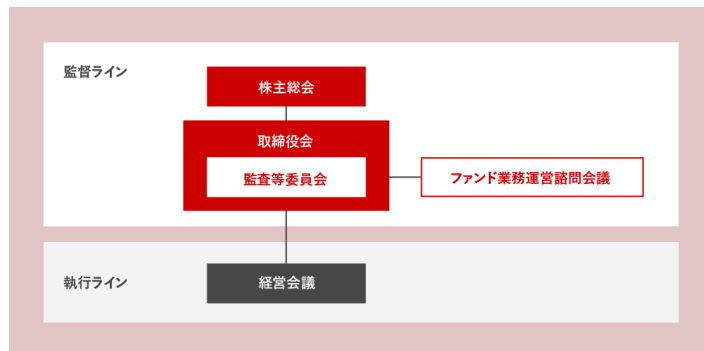 監督ライン
株主総会
取締役会
監査等委員会
ファンド業務運営諮問会議
執行ライン
経営会議